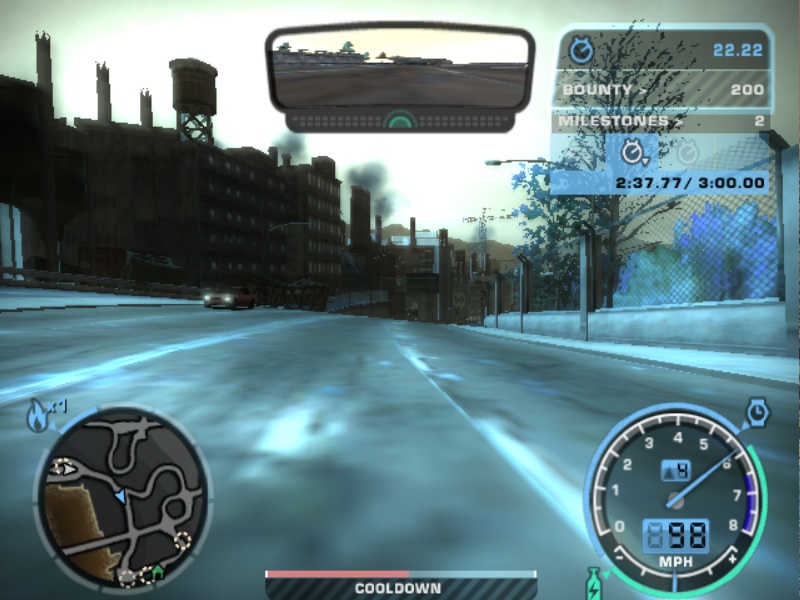 22.22
BOUNTY > 200
MILESTONES > 2
2:37.77/ 3:00.00
x1
0 1 2 3 4 5 6 7 8
4
98
MPH
- +
COOLDOWN